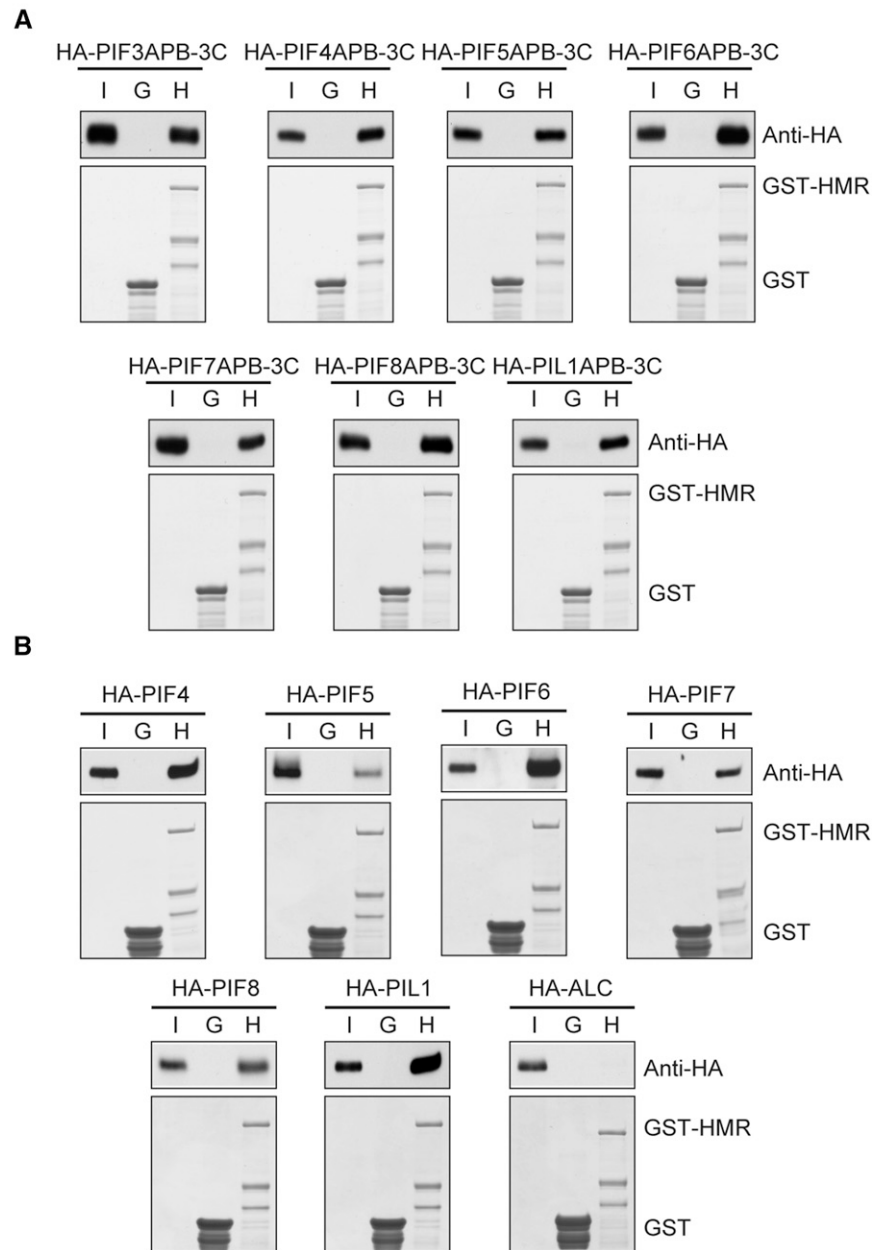 A
HA-PIF3APB-3C HA-PIF4APB-3C HA-PIF5APB-3C HA-PIF6APB-3C
I G H I G H I G H I G H
Anti-HA
GST-HMR
GST
HA-PIF7APB-3C HA-PIF8APB-3C HA-PIL1APB-3C
I G H I G H I G H
Anti-HA
GST-HMR
GST
B
HA-PIF4 HA-PIF5 HA-PIF6 HA-PIF7
I G H I G H I G H I G H
Anti-HA
GST-HMR
GST
HA-PIF8 HA-PIL1 HA-ALC
I G H I G H I G H
Anti-HA
GST-HMR
GST